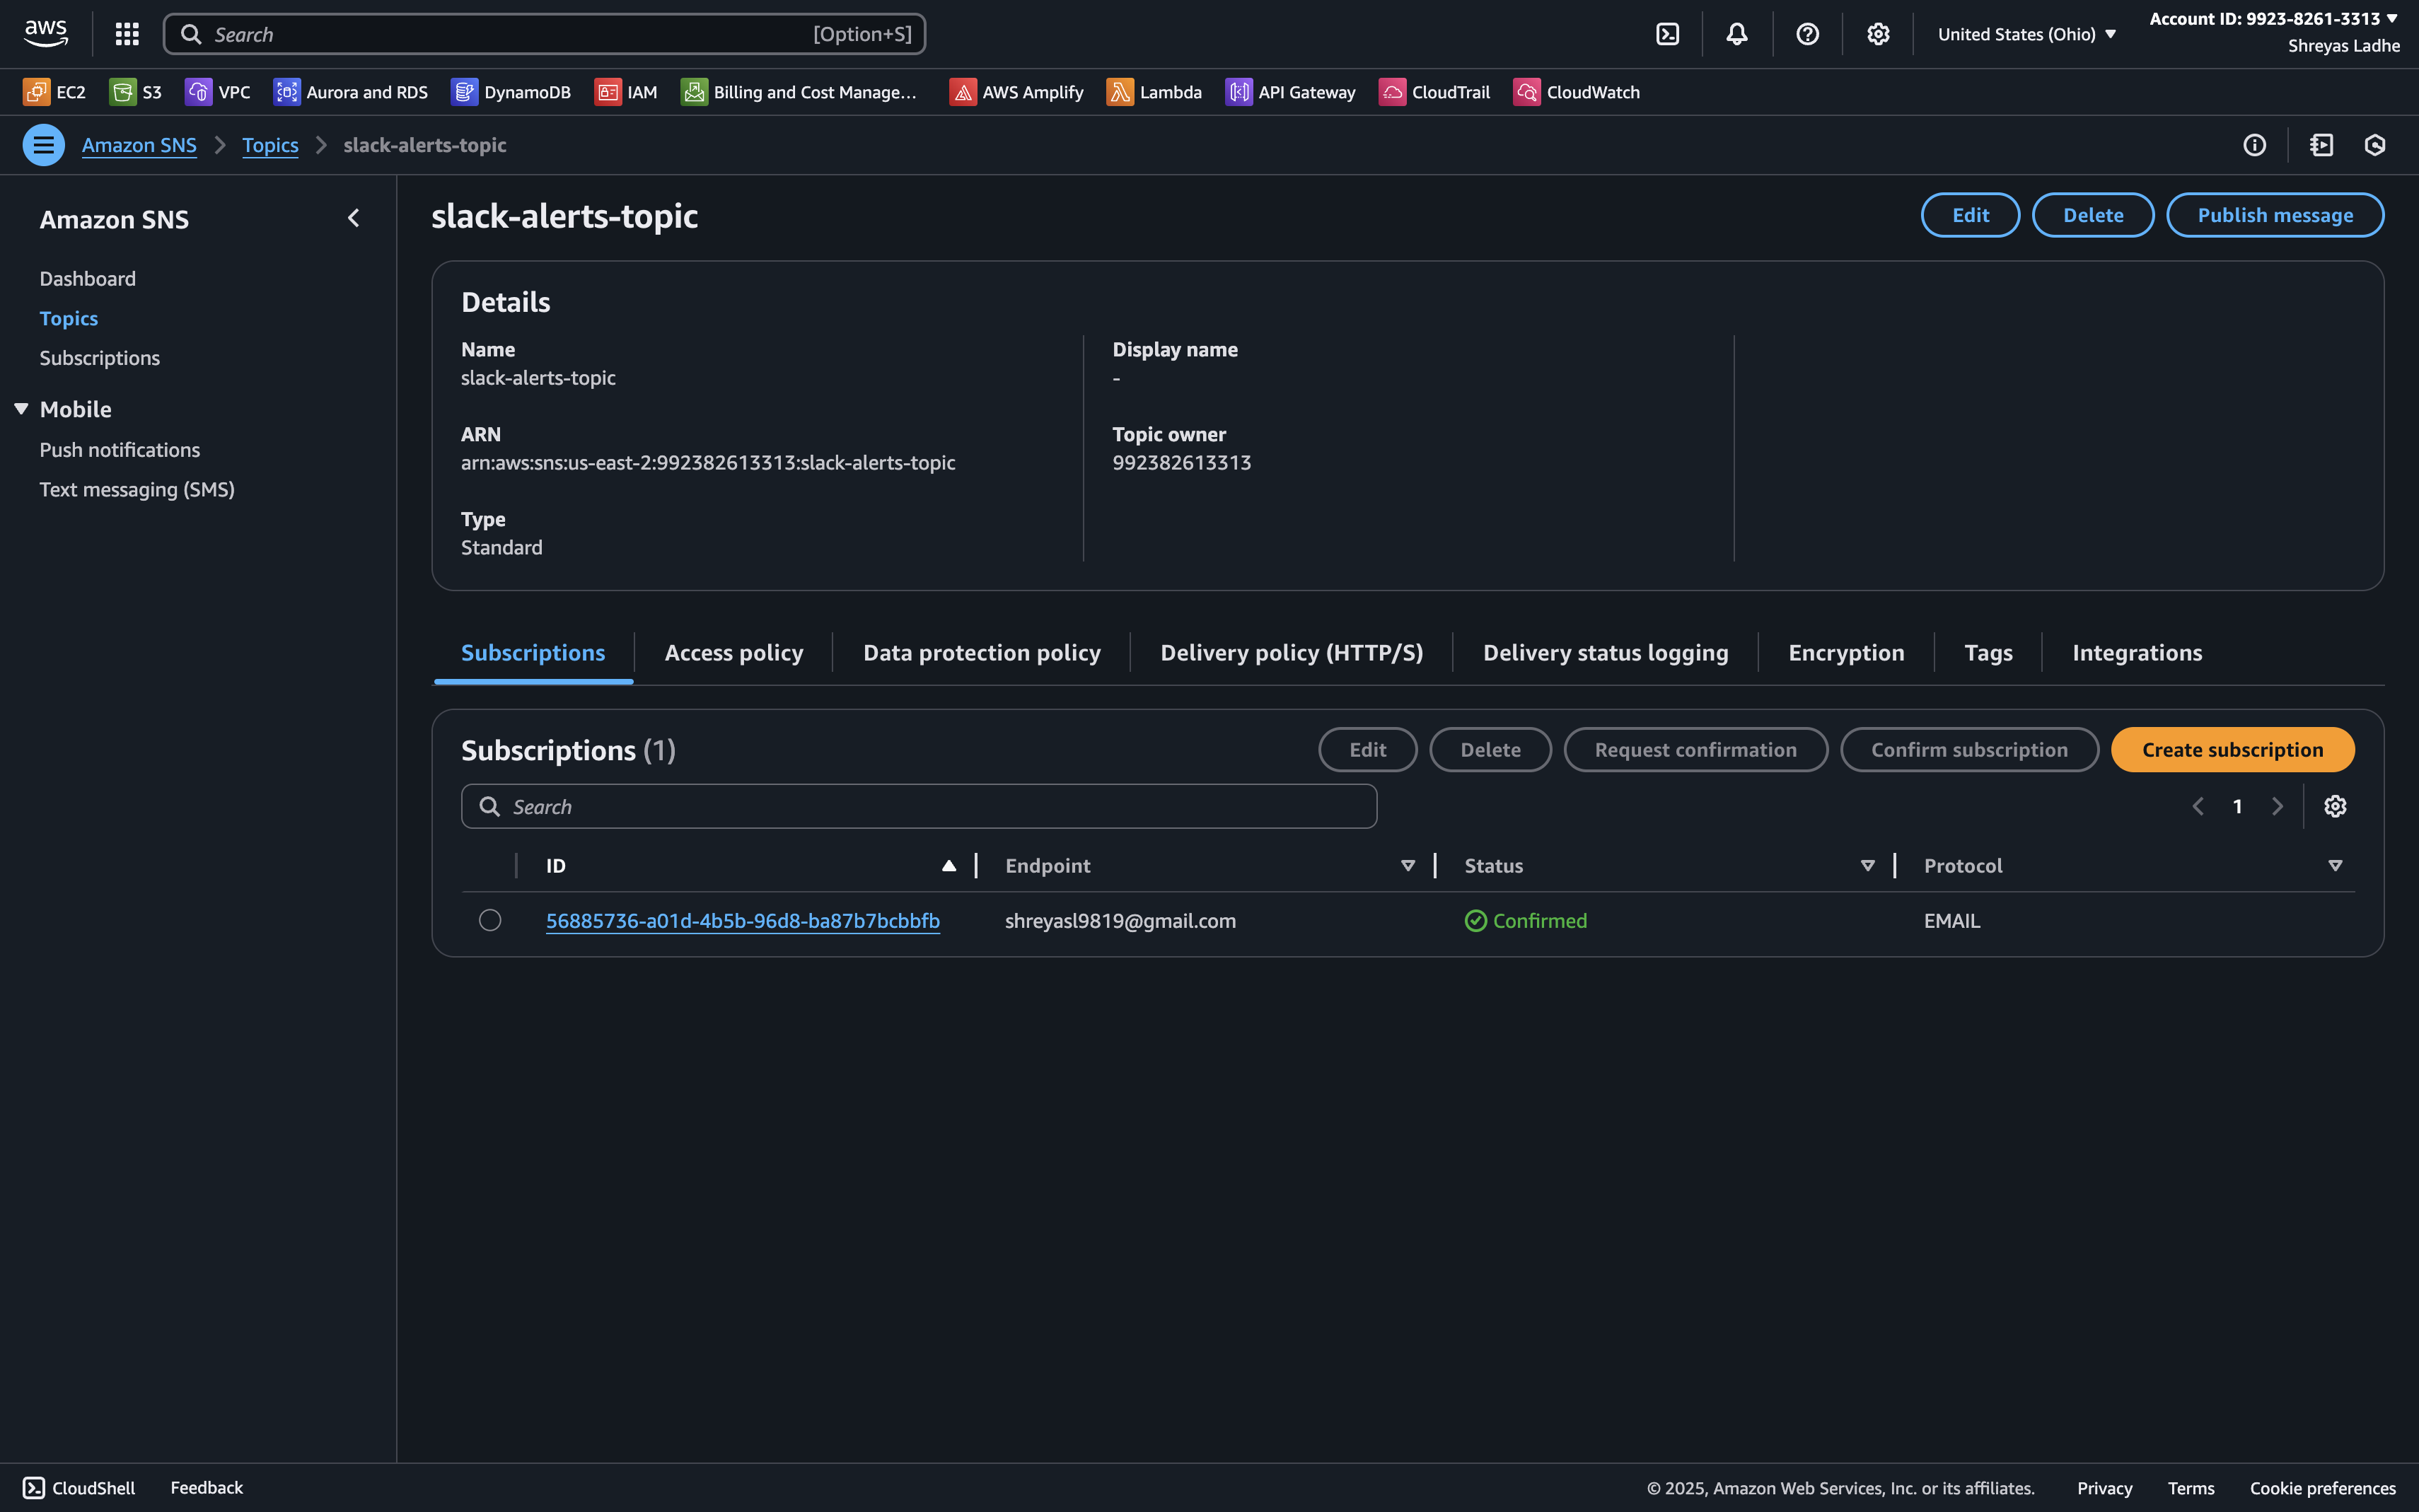 aws
Search [Option+S]
United States (Ohio)
Account ID: 9923-8261-3313
Shreyas Ladhe
EC2 S3 VPC Aurora and RDS DynamoDB IAM Billing and Cost Manage... AWS Amplify Lambda API Gateway CloudTrail CloudWatch
Amazon SNS Topics slack-alerts-topic
Amazon SNS
Dashboard
Topics
Subscriptions
Mobile
Push notifications
Text messaging (SMS)
slack-alerts-topic
Edit Delete Publish message
Details
Name
slack-alerts-topic
ARN
arn:aws:sns:us-east-2:992382613313:slack-alerts-topic
Type
Standard
Display name
-
Topic owner
992382613313
Subscriptions Access policy Data protection policy Delivery policy (HTTP/S) Delivery status logging Encryption Tags Integrations
Subscriptions (1)
Edit Delete Request confirmation Confirm subscription Create subscription
Search
1
ID Endpoint Status Protocol
56885736-a01d-4b5b-96d8-ba87b7bcbbfb shreyasl9819@gmail.com Confirmed EMAIL
CloudShell Feedback
© 2025, Amazon Web Services, Inc. or its affiliates. Privacy Terms Cookie preferences